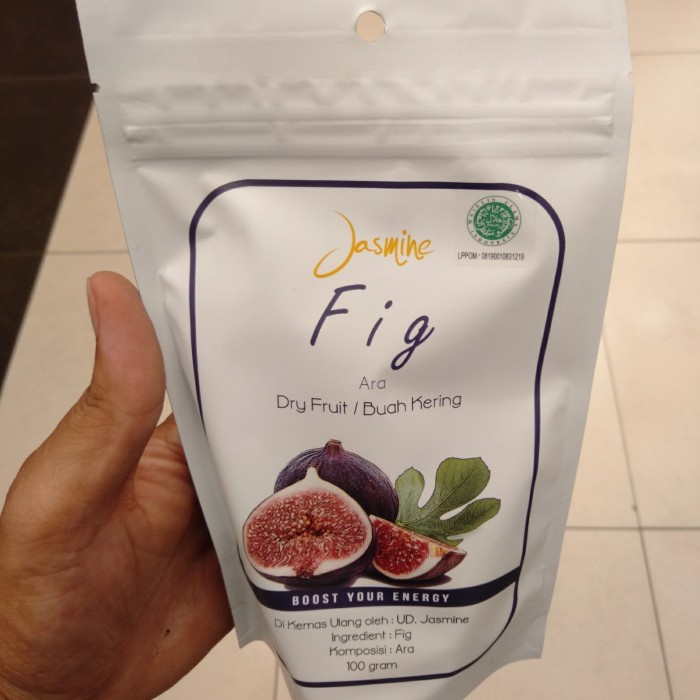 Jasmine
LPPOM : 08190010831219
Fig
Ara
Dry Fruit / Buah Kering
BOOST YOUR ENERGY
Di Kemas Ulang oleh : UD. Jasmine
Ingredient : Fig
Komposisi : Ara
100 gram